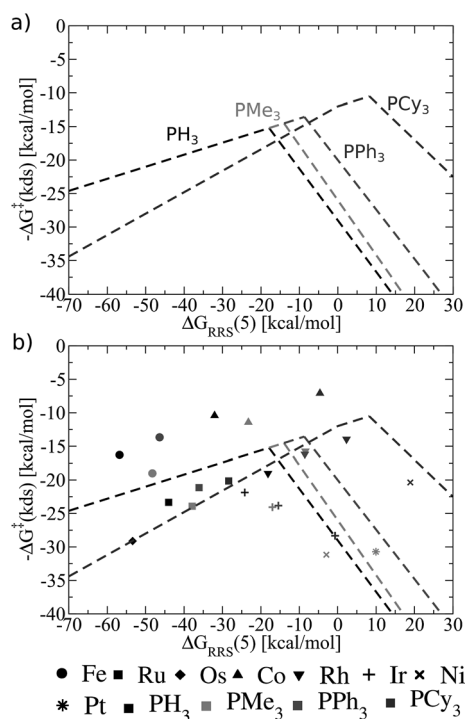 a)
0
-5
-10
-15
-20
-25
-30
-35
-40
-ΔG‡(kds) [kcal/mol]
PH₃
PMe₃
PPh₃
PCy₃
-70 -60 -50 -40 -30 -20 -10 0 10 20 30
ΔG_RRS(5) [kcal/mol]
b)
0
-5
-10
-15
-20
-25
-30
-35
-40
-ΔG‡(kds) [kcal/mol]
-70 -60 -50 -40 -30 -20 -10 0 10 20 30
ΔG_RRS(5) [kcal/mol]
Fe Ru Os Co Rh Ir Ni
Pt PH₃ PMe₃ PPh₃ PCy₃